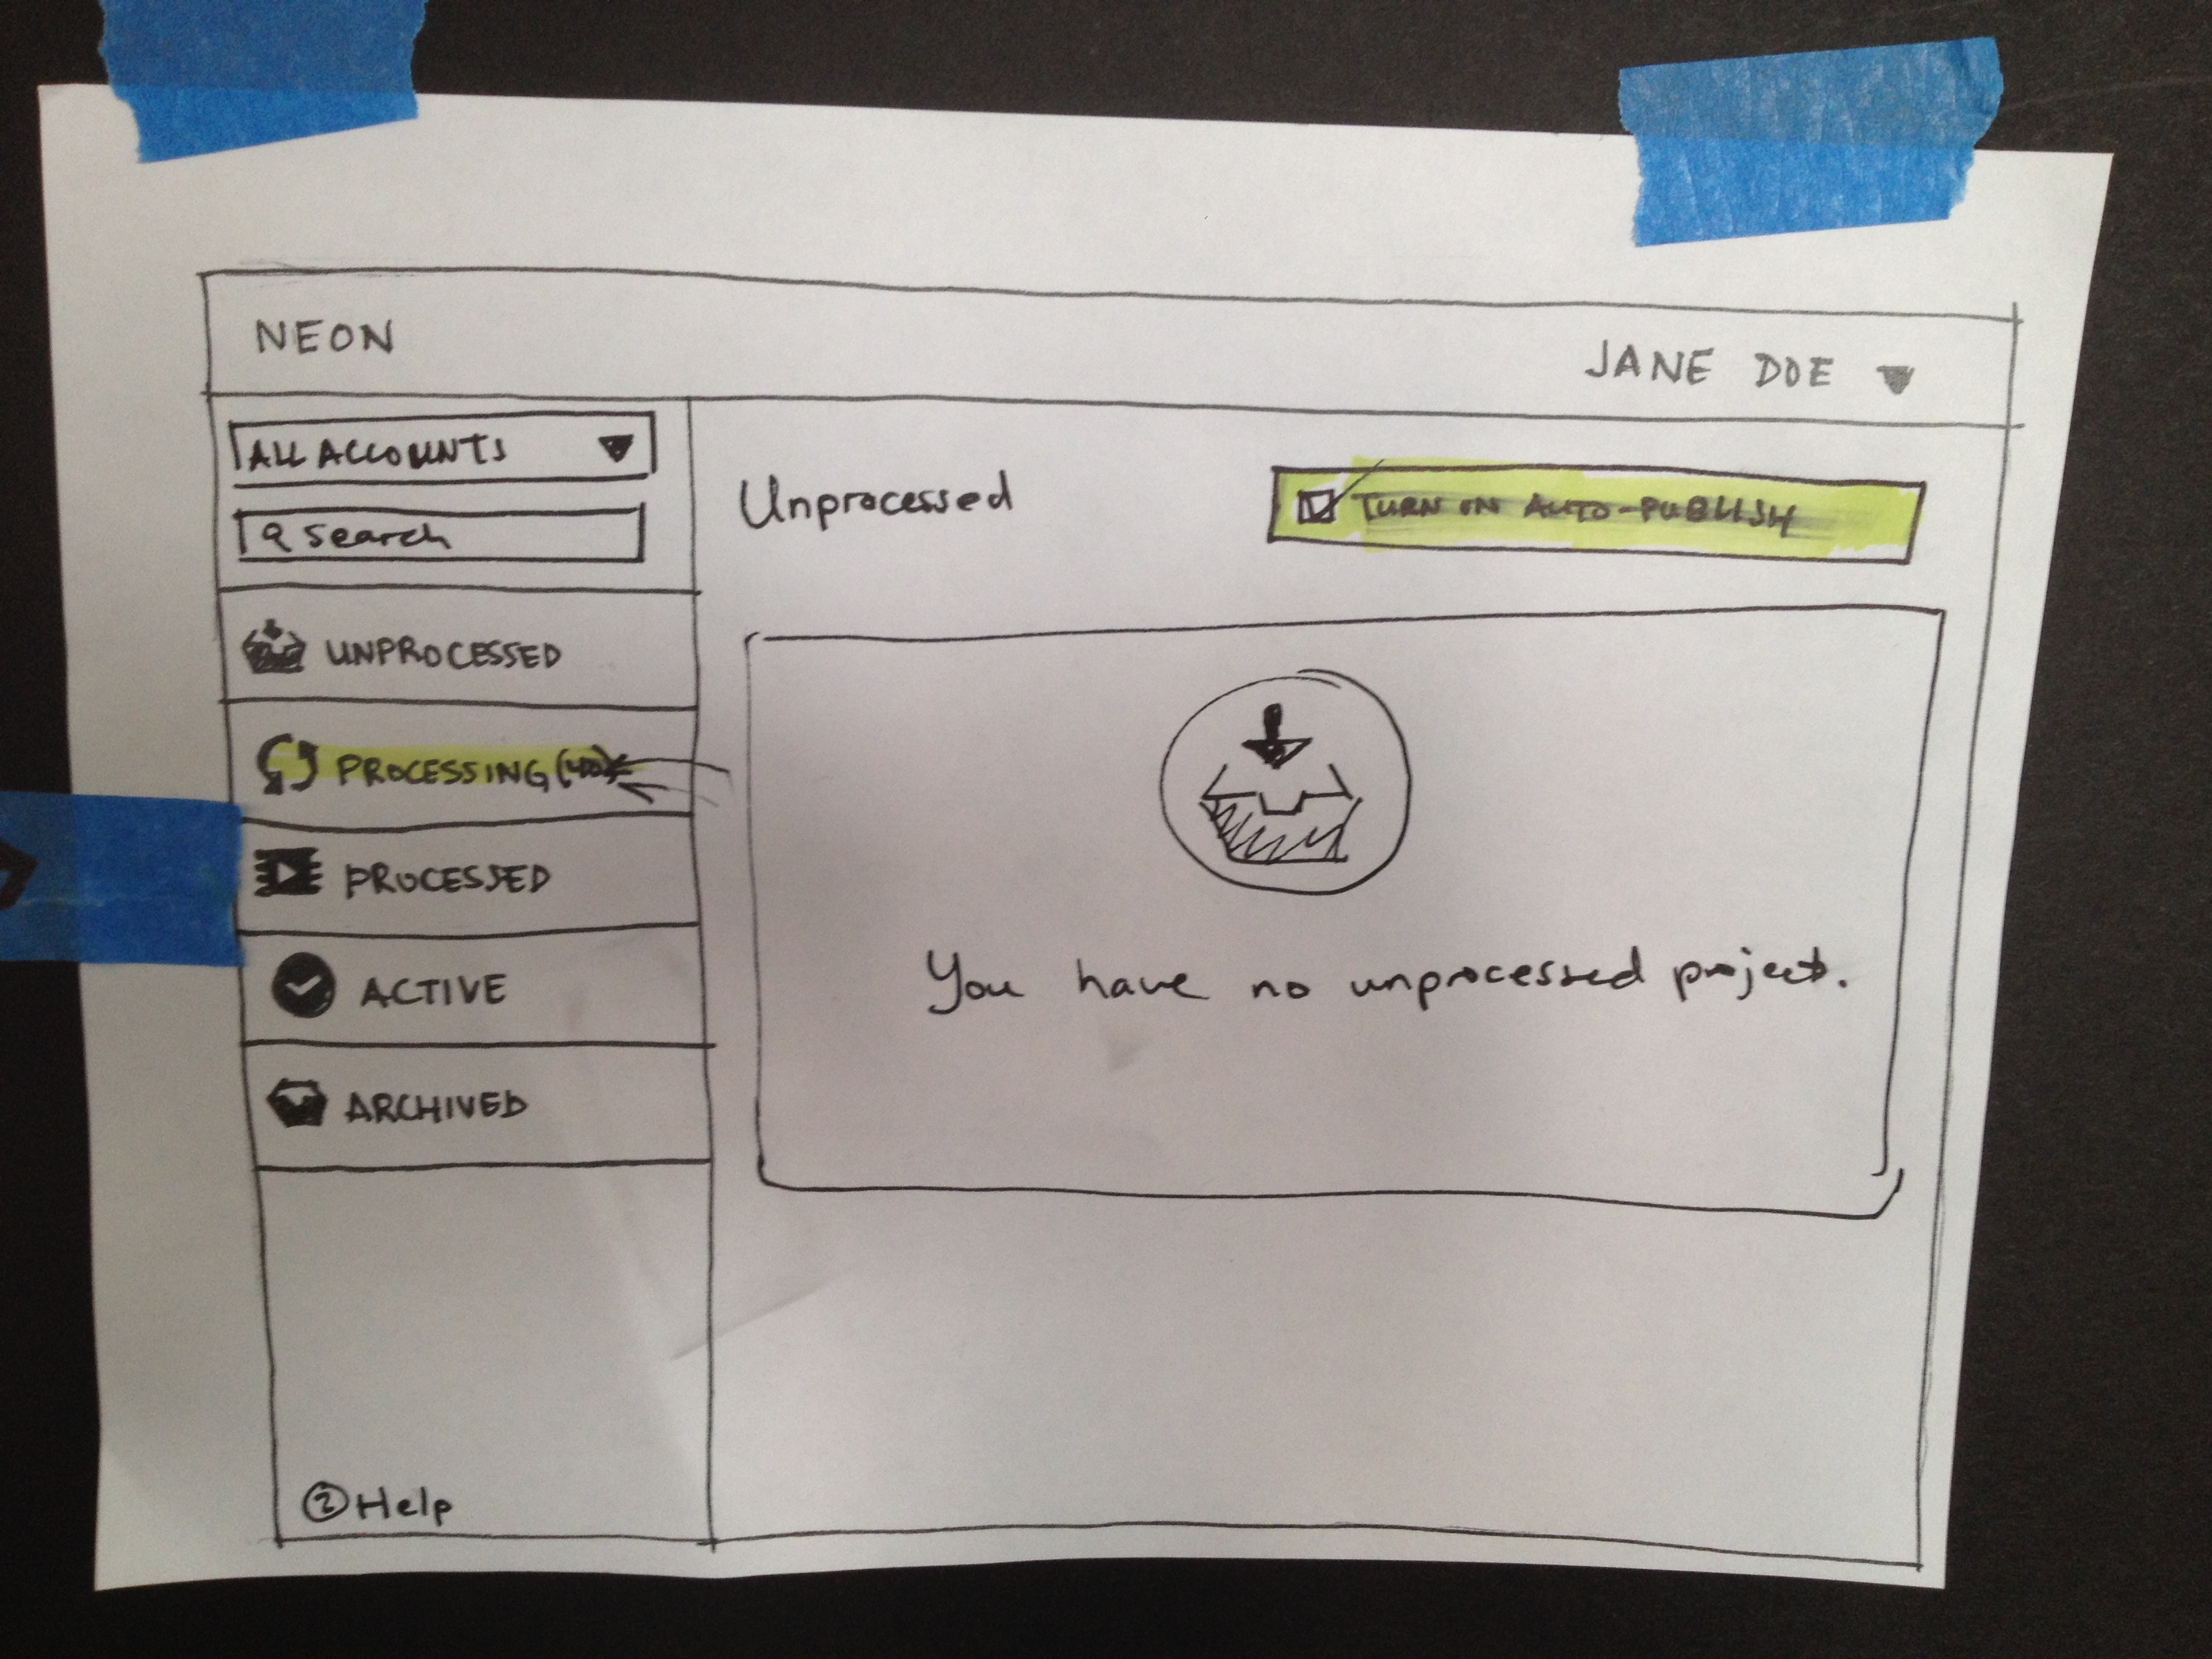 NEON
JANE DOE
ALL ACCOUNTS
Search
Unprocessed
TURN ON AUTO-PUBLISH
UNPROCESSED
PROCESSING
PROCESSED
ACTIVE
ARCHIVED
You have no unprocessed project.
? Help